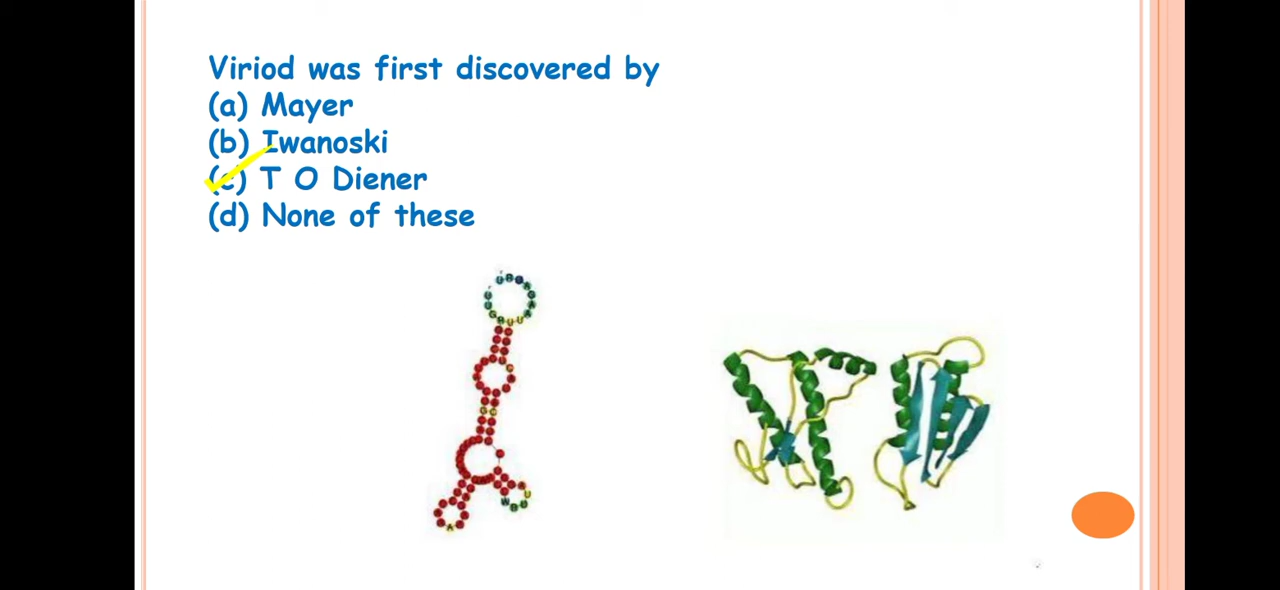 Viriod was first discovered by
(a) Mayer
(b) Iwanoski
(c) T O Diener
(d) None of these